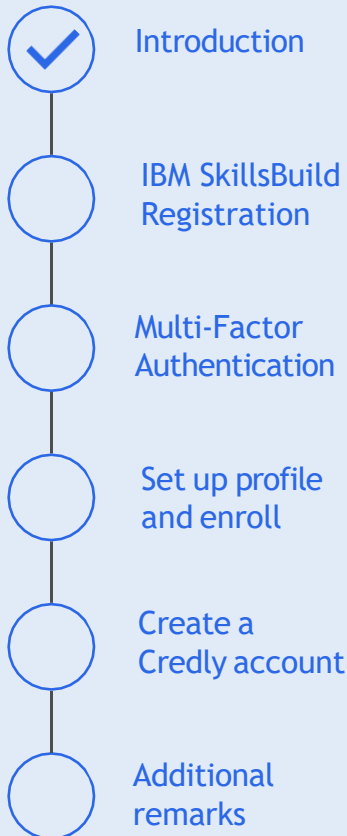 Introduction
IBM SkillsBuild
Registration
Multi-Factor
Authentication
Set up profile
and enroll
Create a
Credly account
Additional
remarks